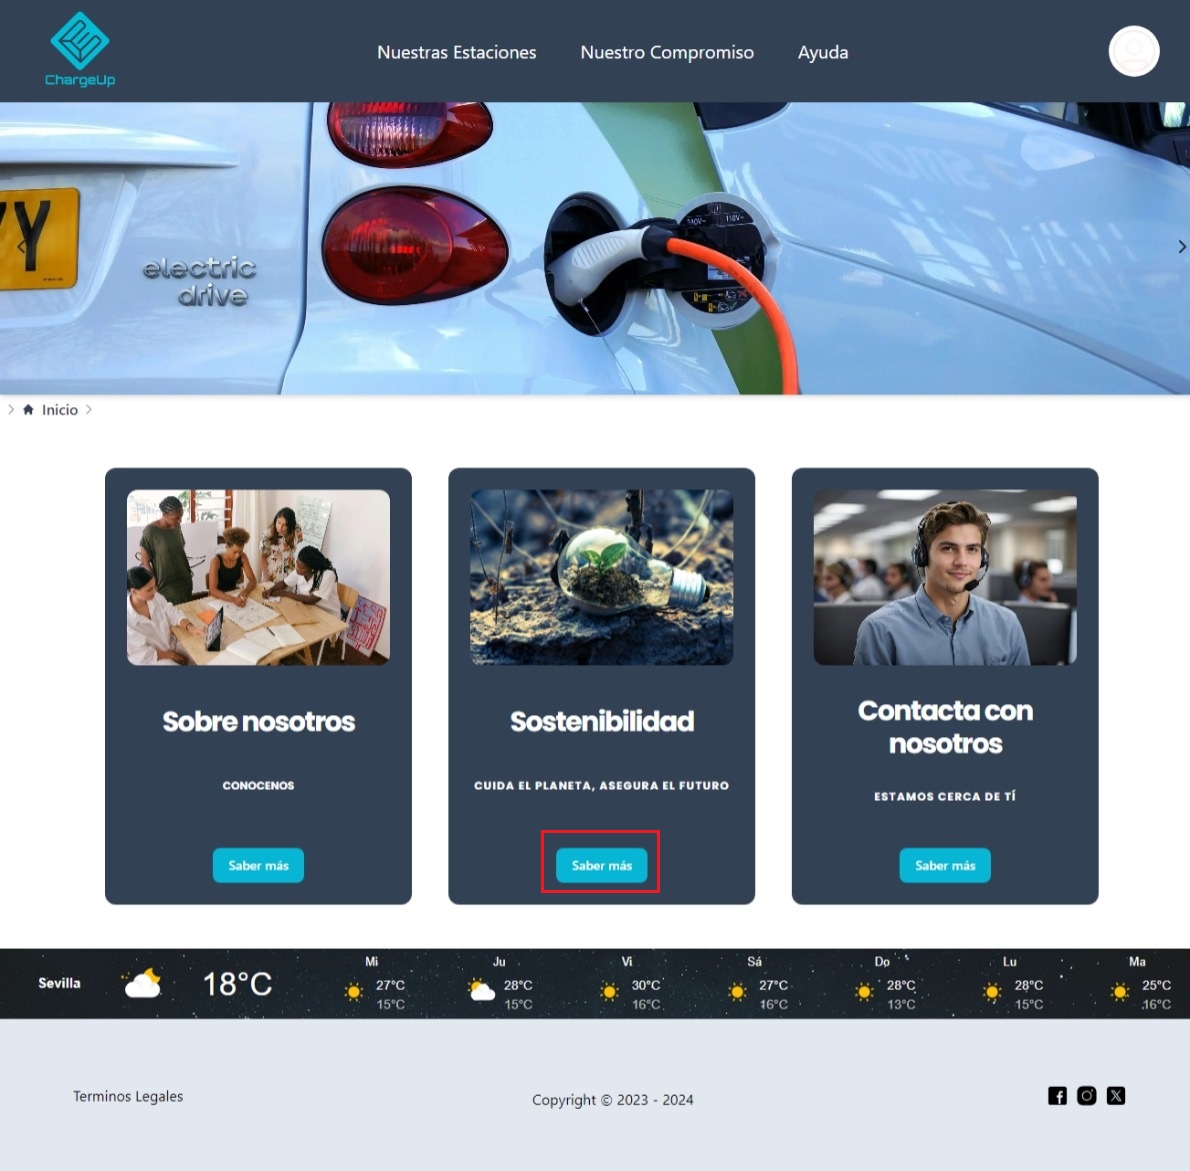 ChargeUp
Nuestras Estaciones
Nuestro Compromiso
Ayuda
Y
electric
drive
Inicio
Sobre nosotros
CONOCENOS
Saber más
Sostenibilidad
CUIDA EL PLANETA, ASEGURA EL FUTURO
Saber más
Contacta con
nosotros
ESTAMOS CERCA DE TÍ
Saber más
Sevilla
18°C
Mi
27°C
15°C
Ju
28°C
15°C
Vi
30°C
16°C
Sá
27°C
16°C
Do
28°C
13°C
Lu
28°C
15°C
Ma
25°C
16°C
Terminos Legales
Copyright © 2023 - 2024